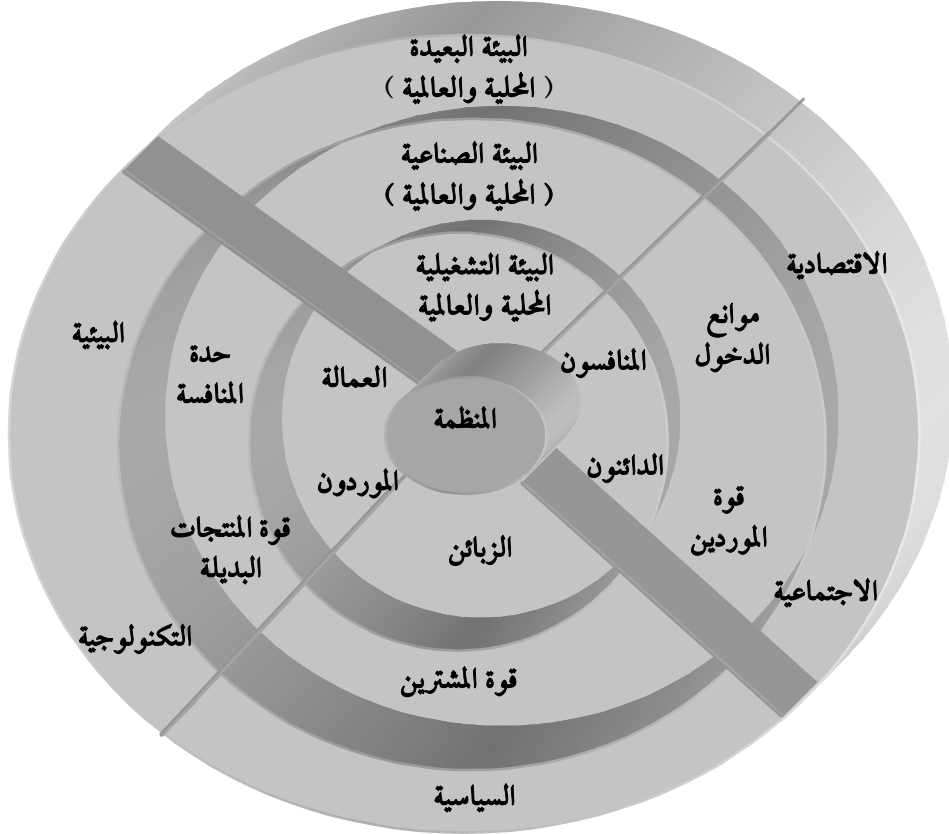 البيئة البعيدة
( المحلية والعالمية )
البيئة الصناعية
( المحلية والعالمية )
البيئة التشغيلية
المحلية والعالمية
الاقتصادية
موانع
الدخول
المنافسون
البيئية
حدة
المنافسة
العمالة
المنظمة
الدائنون
الموردون
قوة
الموردين
قوة المنتجات
البديلة
الزبائن
الاجتماعية
التكنولوجية
قوة المشترين
السياسية